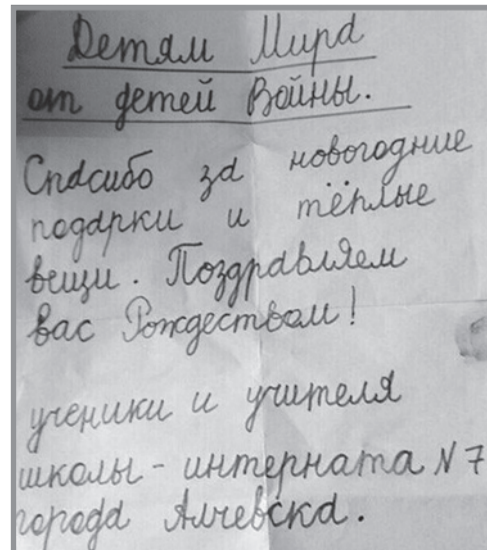 Детям Мира
от детей Войны.
Спасибо за новогодние
подарки и тёплые
вещи. Поздравляем
вас Рождеством!
ученики и учителя
школы - интерната N 7
города Алчевска.